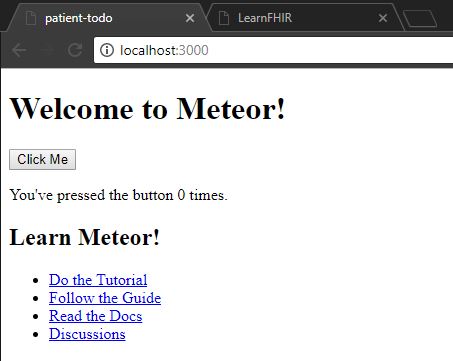 patient-todo
LearnFHIR
localhost:3000
Welcome to Meteor!
Click Me
You've pressed the button 0 times.
Learn Meteor!
Do the Tutorial
Follow the Guide
Read the Docs
Discussions